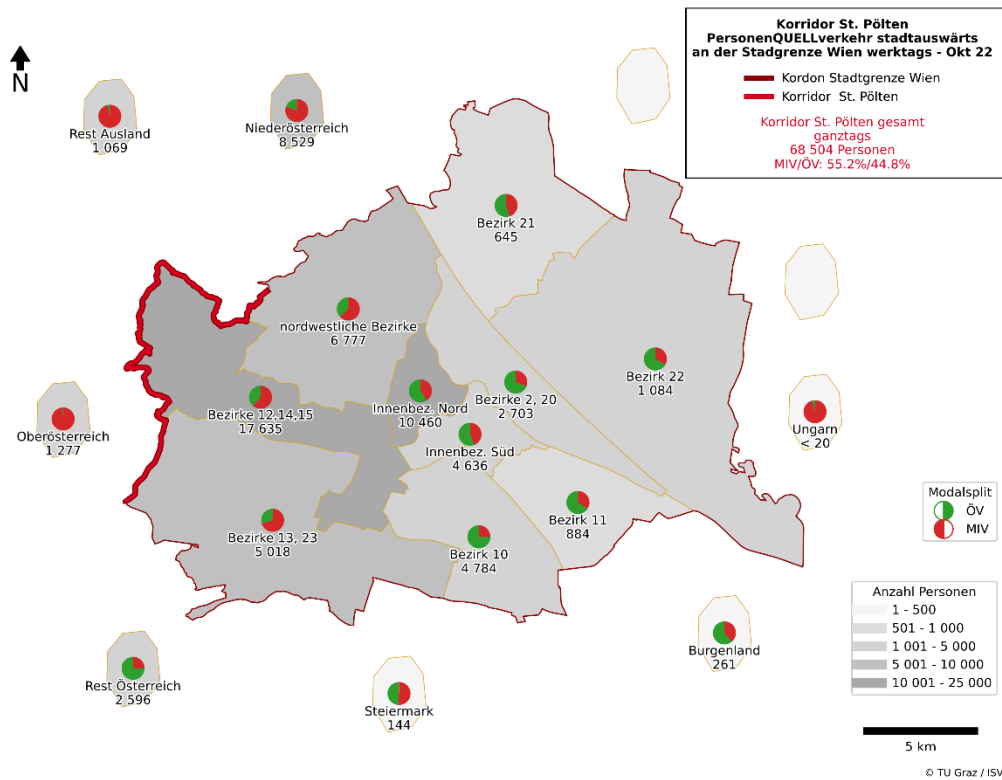 Korridor St. Pölten
PersonenQUELLverkehr stadtauswärts
an der Stadgrenze Wien werktags - Okt 22
Kordon Stadtgrenze Wien
Korridor St. Pölten
Korridor St. Pölten gesamt
ganztags
68 504 Personen
MIV/ÖV: 55.2%/44.8%
N
Rest Ausland
1 069
Niederösterreich
8 529
Bezirk 21
645
nordwestliche Bezirke
6 777
Bezirk 22
1 084
Bezirke 2, 20
2 703
Innenbez. Nord
10 460
Bezirke 12,14,15
17 635
Oberösterreich
1 277
Innenbez. Süd
4 636
Ungarn
< 20
Bezirk 11
884
Bezirke 13, 23
5 018
Bezirk 10
4 784
Modalsplit
ÖV
MIV
Anzahl Personen
1 - 500
501 - 1 000
1 001 - 5 000
5 001 - 10 000
10 001 - 25 000
Burgenland
261
Rest Österreich
2 596
Steiermark
144
5 km
© TU Graz / ISV